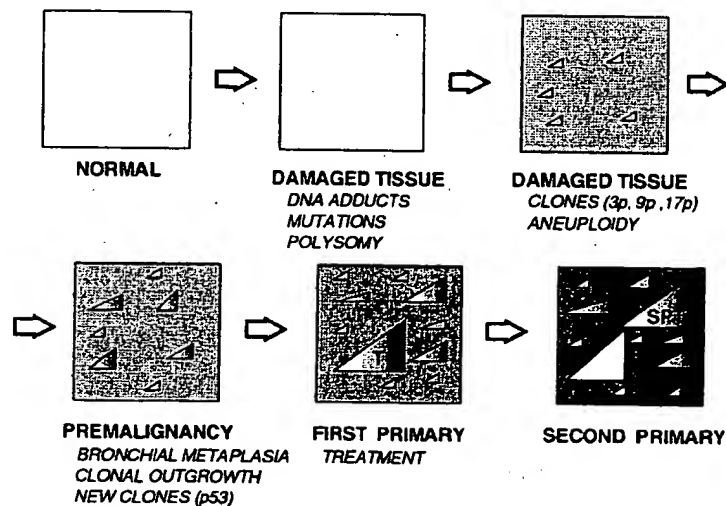 NORMAL
DAMAGED TISSUE
DNA ADDUCTS
MUTATIONS
POLYSOMY
DAMAGED TISSUE
CLONES (3p, 9p ,17p)
ANEUPLOIDY
PREMALIGNANCY
BRONCHIAL METAPLASIA
CLONAL OUTGROWTH
NEW CLONES (p53)
T
FIRST PRIMARY
TREATMENT
SP
SECOND PRIMARY